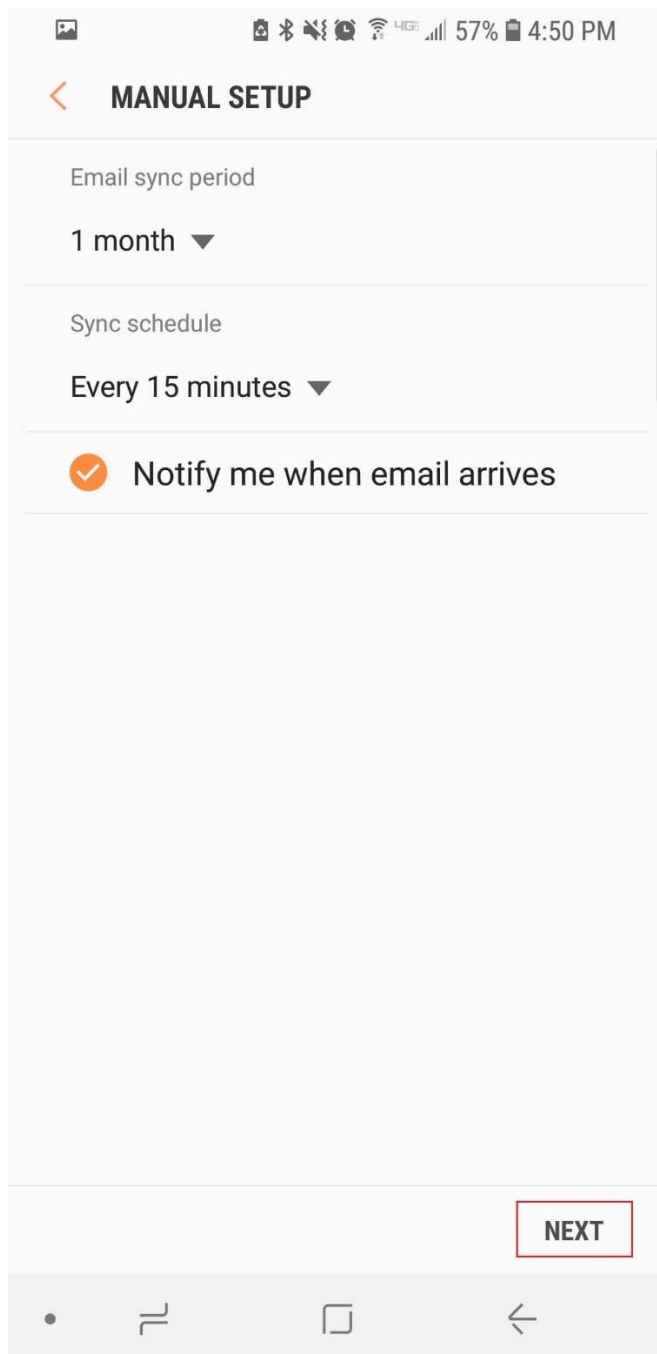 4GE 57% 4:50 PM
MANUAL SETUP
Email sync period
1 month
Sync schedule
Every 15 minutes
Notify me when email arrives
NEXT